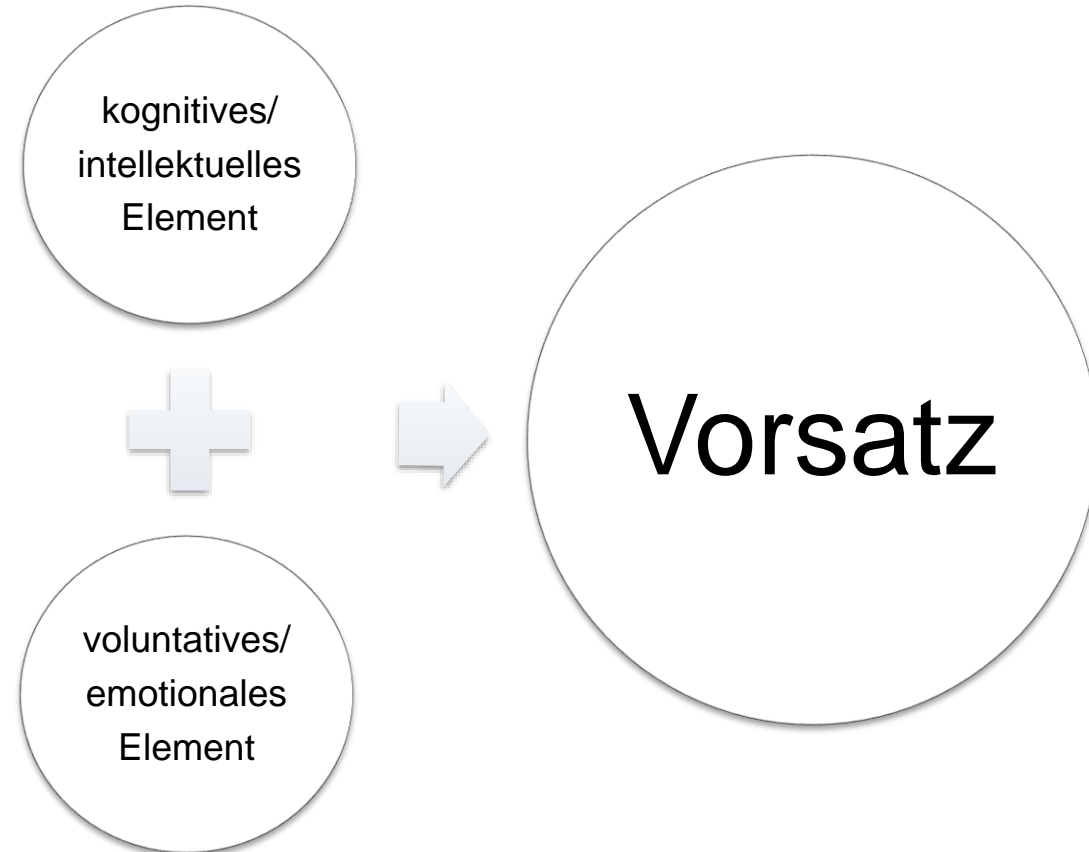 kognitives/
intellektuelles
Element
voluntatives/
emotionales
Element
Vorsatz